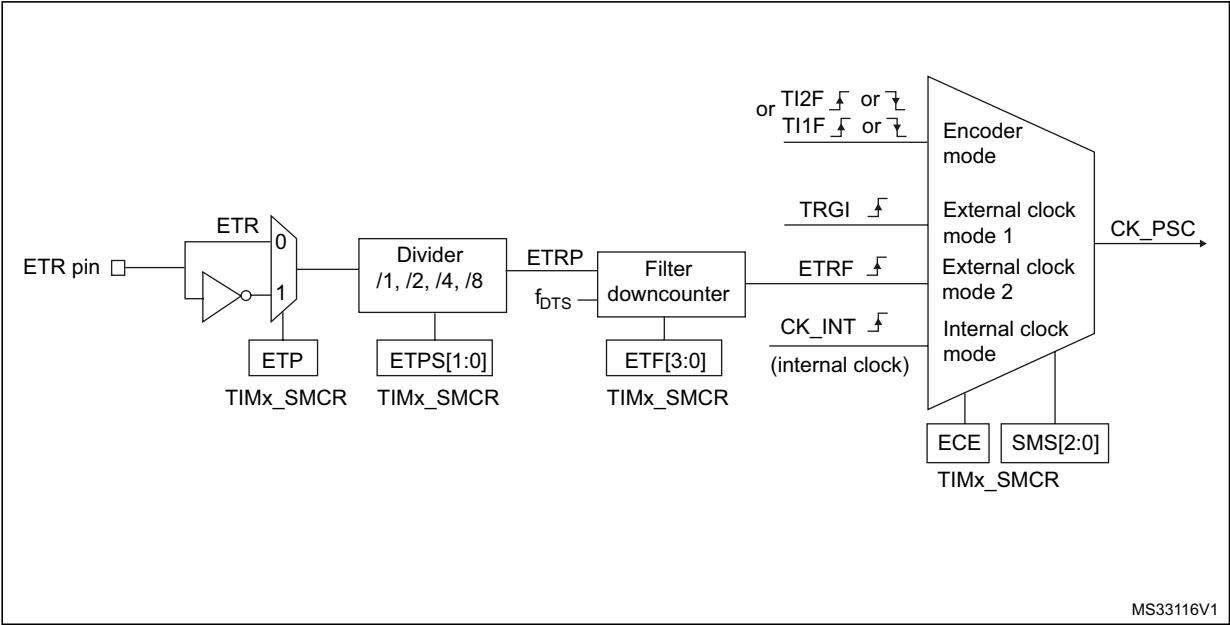 or TI2F or
TI1F or
Encoder
mode
TRGI
External clock
mode 1
CK_PSC
ETR
0
ETR pin
1
Divider
/1, /2, /4, /8
ETRP
fDTS
Filter
downcounter
ETRF
External clock
mode 2
CK_INT
(internal clock)
Internal clock
mode
ETP
TIMx_SMCR
ETPS[1:0]
TIMx_SMCR
ETF[3:0]
TIMx_SMCR
ECE
SMS[2:0]
TIMx_SMCR
MS33116V1